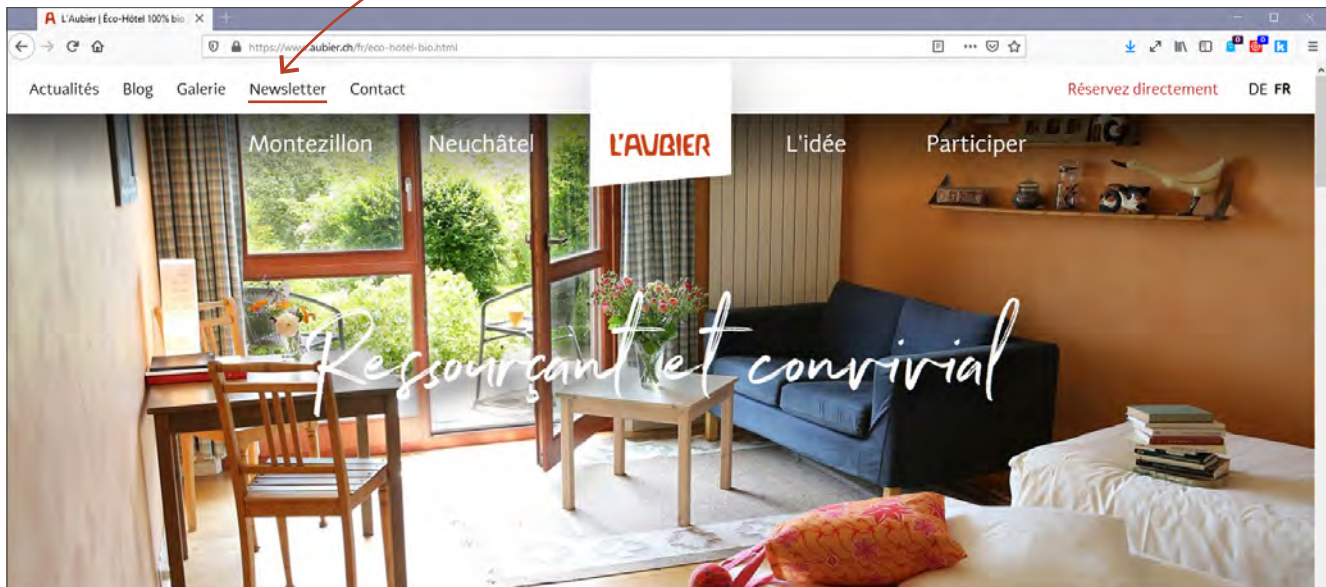 L'Aubier | Éco-Hôtel 100% bio
https://www.aubier.ch/fr/eco-hotel-bio.html
Actualités Blog Galerie Newsletter Contact Réservez directement DE FR
Montezillon Neuchâtel L'AUBIER L'idée Participer
Ressourçant et convivial